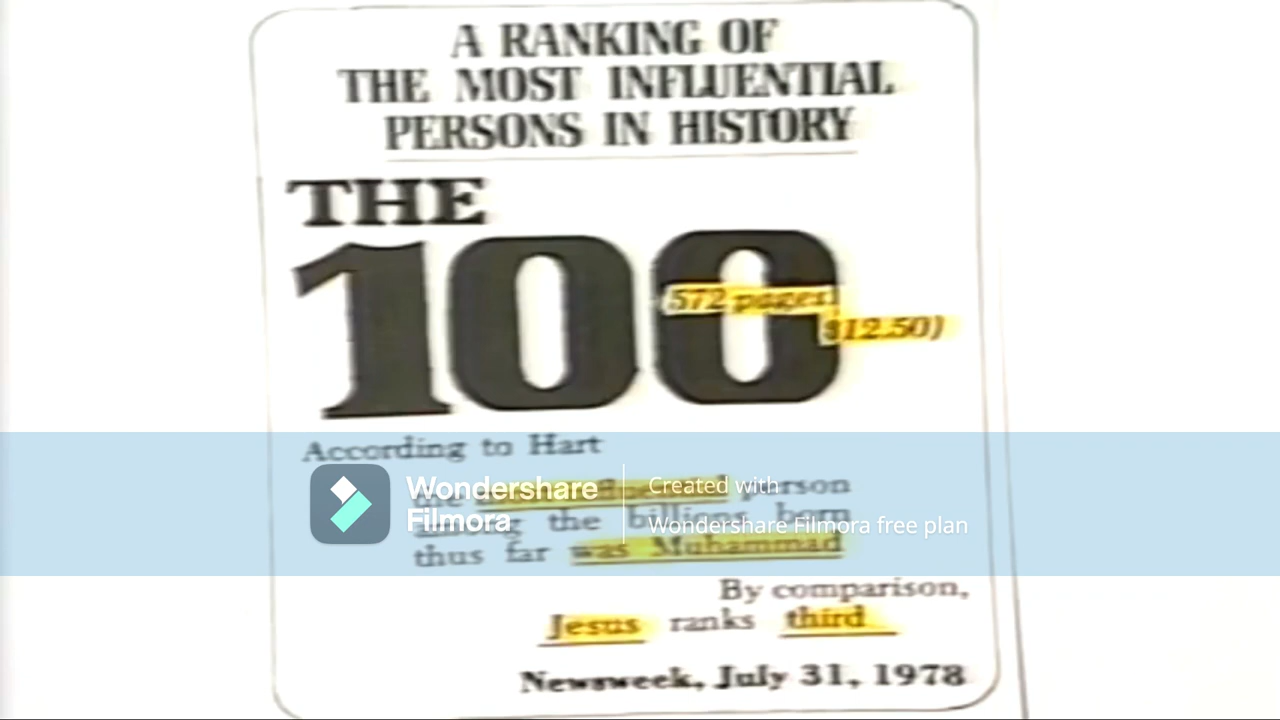 A RANKING OF
THE MOST INFLUENTIAL
PERSONS IN HISTORY
THE
100
572 pages
$12.50)
According to Hart
the person
among the billions born
thus far was Muhammad
By comparison,
Jesus ranks third
Newsweek, July 31, 1978
Wondershare
Filmora
Created with
Wondershare Filmora free plan